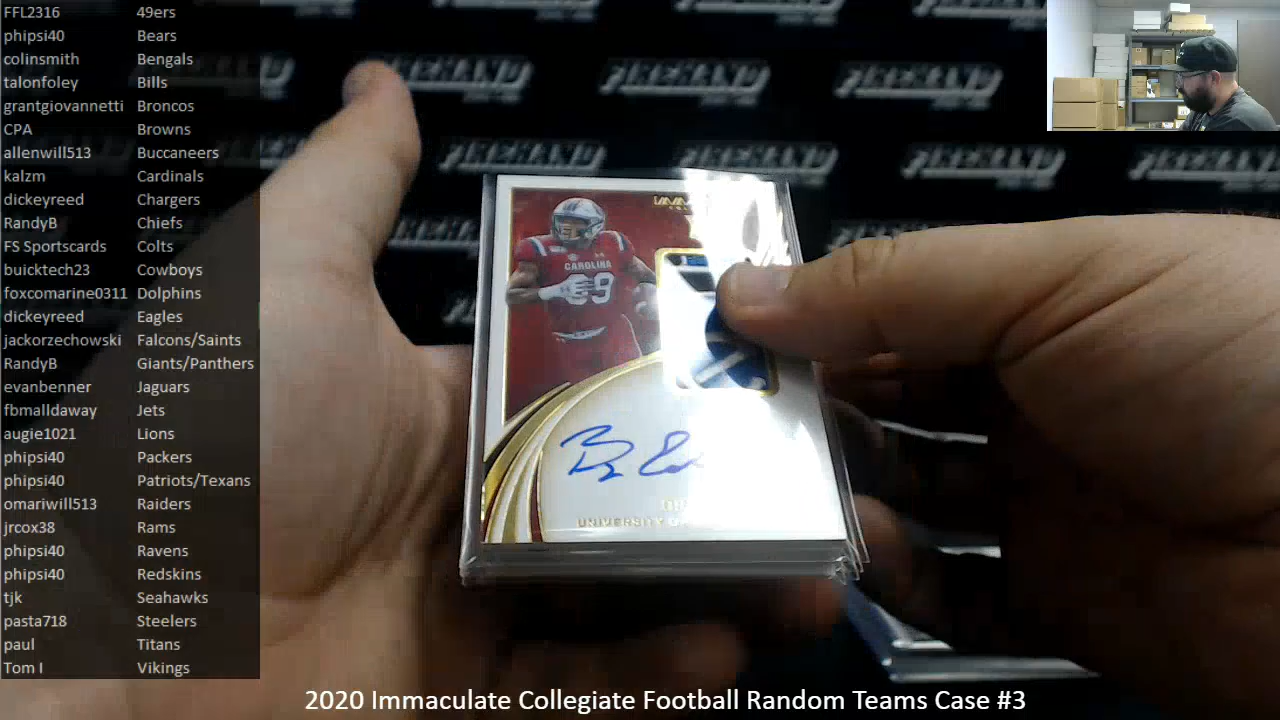 FFL2316 49ers
phipsi40 Bears
colinsmith Bengals
talonfoley Bills
grantgiovannetti Broncos
CPA Browns
allenwill513 Buccaneers
kalzm Cardinals
dickeyreed Chargers
RandyB Chiefs
FS Sportscards Colts
buicktech23 Cowboys
foxcomarine0311 Dolphins
dickeyreed Eagles
jackorzechowski Falcons/Saints
RandyB Giants/Panthers
evanbenner Jaguars
fbmalldaway Jets
augie1021 Lions
phipsi40 Packers
phipsi40 Patriots/Texans
omariwill513 Raiders
jrcox38 Rams
phipsi40 Ravens
phipsi40 Redskins
tjk Seahawks
pasta718 Steelers
paul Titans
Tom I Vikings
FIREHAND
CAROLINA
UNIVERSITY
2020 Immaculate Collegiate Football Random Teams Case #3